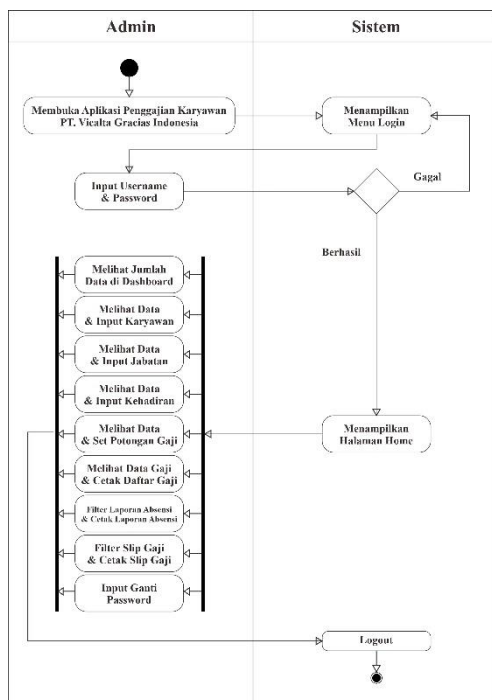 Admin
Sistem
Membuka Aplikasi Penggajian Karyawan
PT. Vicalta Gracias Indonesia
Menampilkan
Menu Login
Input Username
& Password
Gagal
Berhasil
Melihat Jumlah
Data di Dashboard
Melihat Data
& Input Karyawan
Melihat Data
& Input Jabatan
Melihat Data
& Input Kehadiran
Melihat Data
& Set Potongan Gaji
Menampilkan
Halaman Home
Melihat Data Gaji
& Cetak Daftar Gaji
Filter Laporan Absensi
& Cetak Laporan Absensi
Filter Slip Gaji
& Cetak Slip Gaji
Input Ganti
Password
Logout